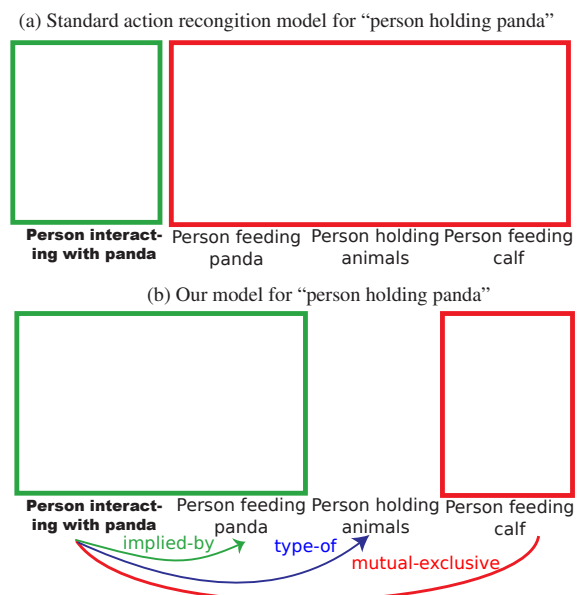 (a) Standard action recongition model for “person holding panda”
Person interact-
ing with panda
Person feeding
panda
Person holding
animals
Person feeding
calf
(b) Our model for “person holding panda”
Person interact-
ing with panda
Person feeding
panda
Person holding
animals
Person feeding
calf
implied-by
type-of
mutual-exclusive